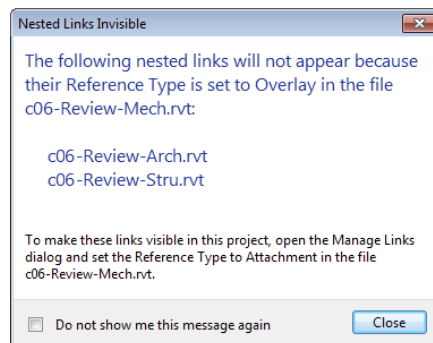 Nested Links Invisible
The following nested links will not appear because
their Reference Type is set to Overlay in the file
c06-Review-Mech.rvt:
c06-Review-Arch.rvt
c06-Review-Stru.rvt
To make these links visible in this project, open the Manage Links
dialog and set the Reference Type to Attachment in the file
c06-Review-Mech.rvt.
Do not show me this message again
Close